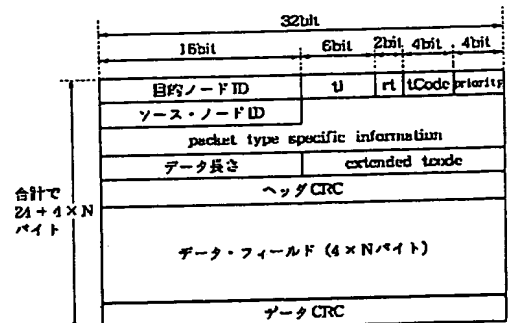 32bit
16bit 6bit 2bit 4bit 4bit
目的ノードID tl rt tCode priority
ソース・ノードID
packet type specific information
データ長さ extended tcode
ヘッダCRC
合計で
24+4×N
バイト
データ・フィールド (4×Nバイト)
データCRC